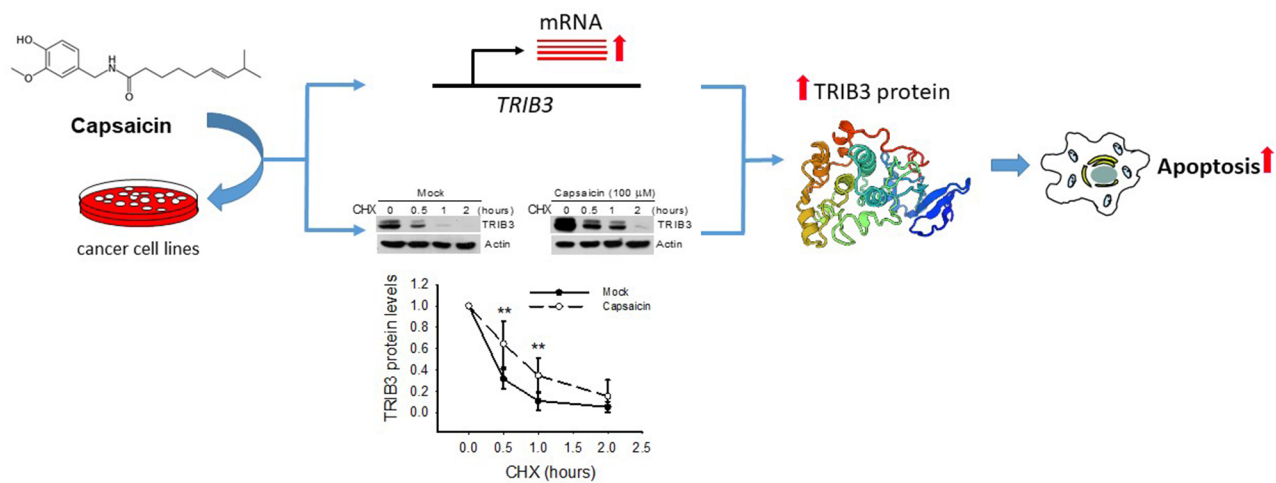 HO
O
H
N
O
Capsaicin
cancer cell lines
mRNA
TRIB3
Mock
CHX 0 0.5 1 2 (hours)
TRIB3
Actin
Capsaicin (100 µM)
CHX 0 0.5 1 2 (hours)
TRIB3
Actin
TRIB3 protein levels
1.2
1.0
0.8
0.6
0.4
0.2
0.0
Mock
Capsaicin
**
**
0.0 0.5 1.0 2.0 2.5
CHX (hours)
TRIB3 protein
Apoptosis